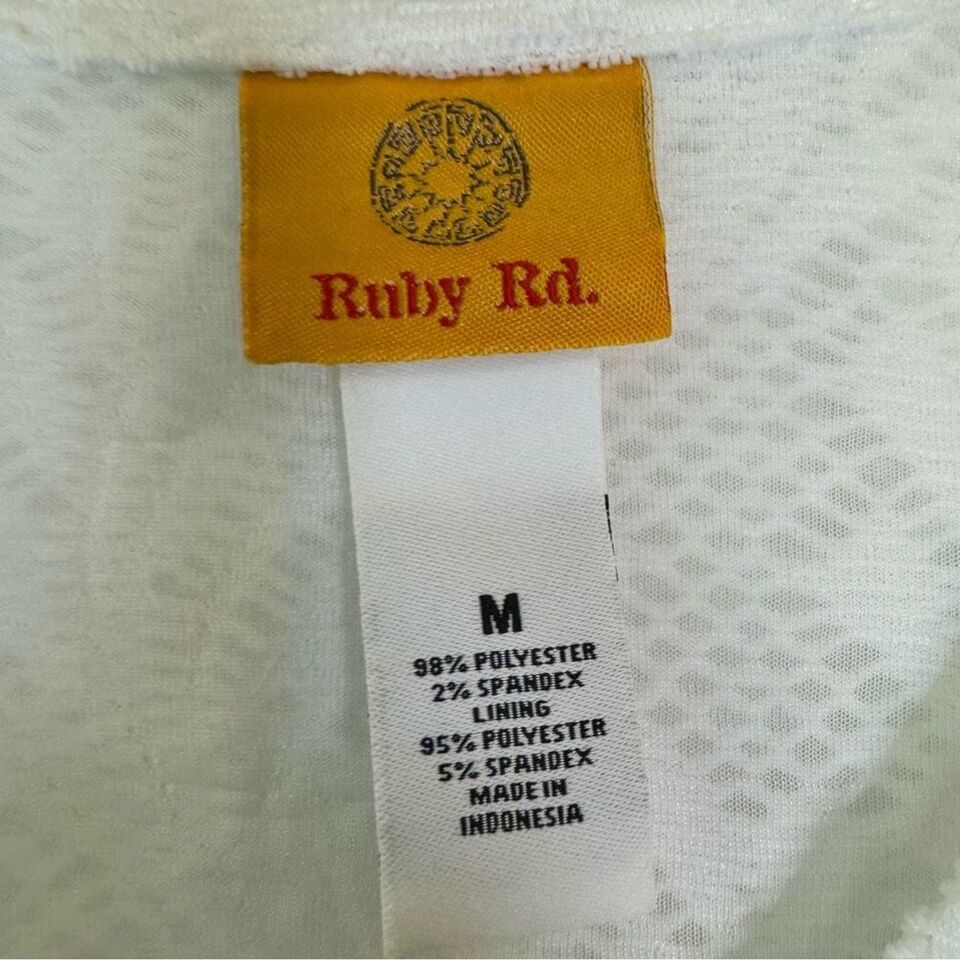 Ruby Rd.
M
98% POLYESTER
2% SPANDEX
LINING
95% POLYESTER
5% SPANDEX
MADE IN
INDONESIA